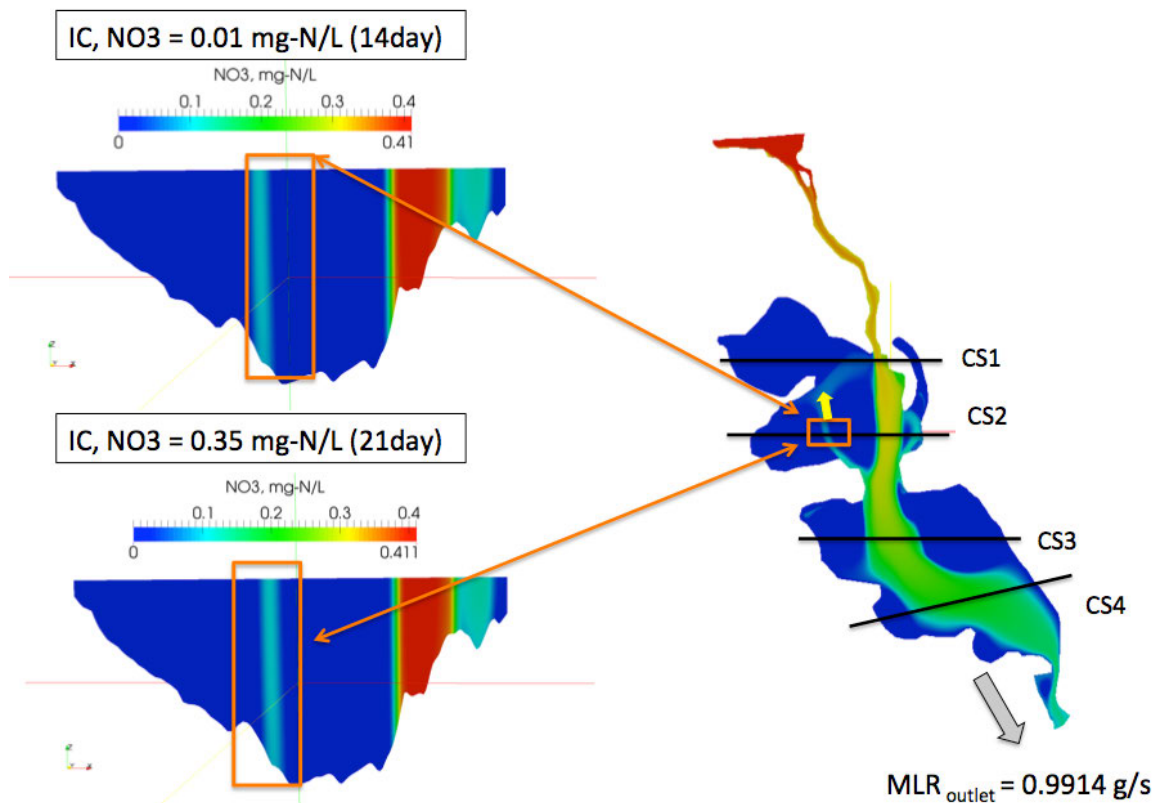 IC, NO3 = 0.01 mg-N/L (14day)
NO3, mg-N/L
0.1 0.2 0.3 0.4
0 0.41
IC, NO3 = 0.35 mg-N/L (21day)
NO3, mg-N/L
0.1 0.2 0.3 0.4
0 0.411
CS1
CS2
CS3
CS4
MLR outlet = 0.9914 g/s